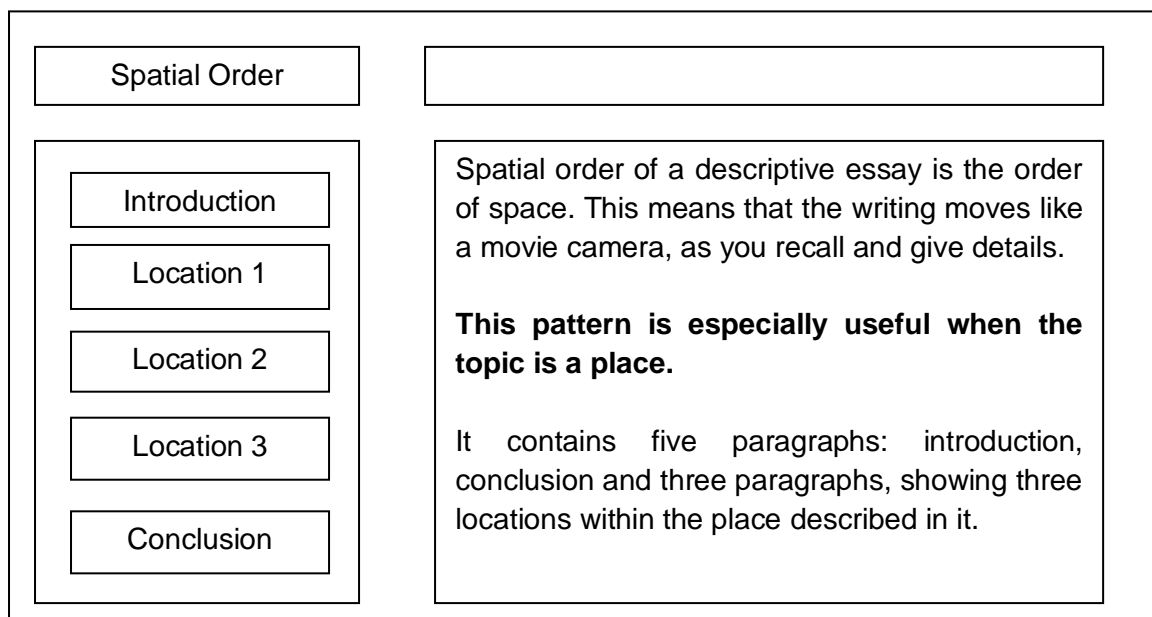 Spatial Order
Introduction
Location 1
Location 2
Location 3
Conclusion
Spatial order of a descriptive essay is the order
of space. This means that the writing moves like
a movie camera, as you recall and give details.
This pattern is especially useful when the
topic is a place.
It contains five paragraphs: introduction,
conclusion and three paragraphs, showing three
locations within the place described in it.